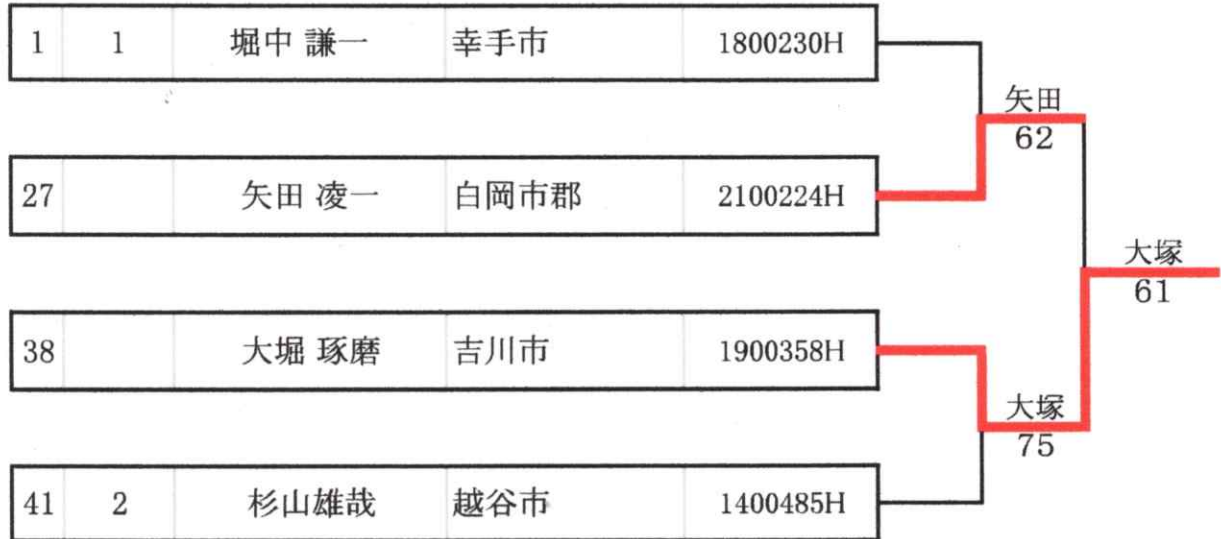 1 1 堀中 謙一 幸手市 1800230H
矢田
62
27 矢田 凌一 白岡市郡 2100224H
大塚
61
38 大堀 琢磨 吉川市 1900358H
大塚
75
41 2 杉山雄哉 越谷市 1400485H